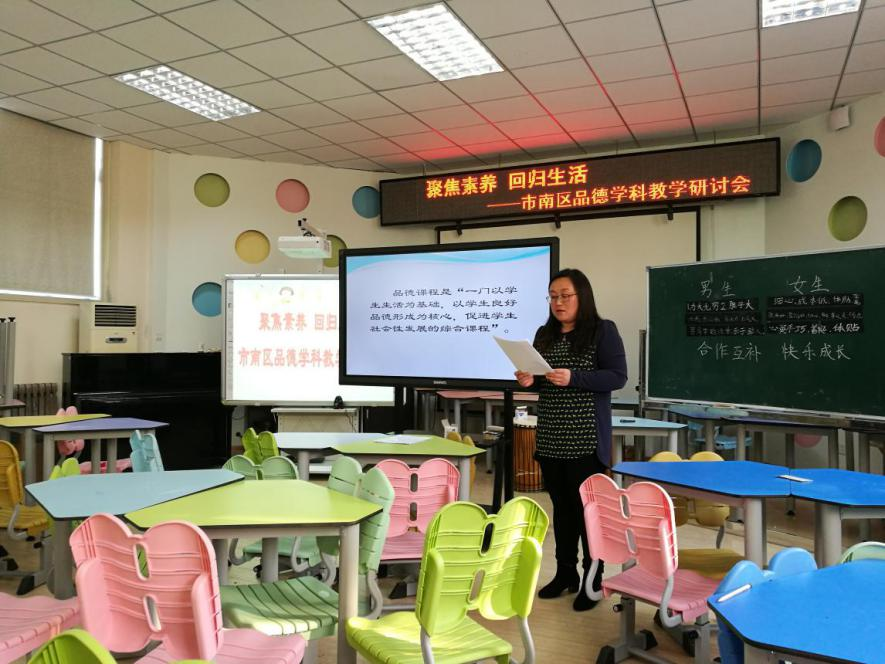 聚焦素养 回归生活
——市南区品德学科教学研讨会
品德课程是“一门以学
生生活为基础，以学生良好
品德形成为核心，促进学生
社会性发展的综合课程”。
聚焦素养 回归
市南区品德学科教学
男生 女生
合作互补 快乐成长